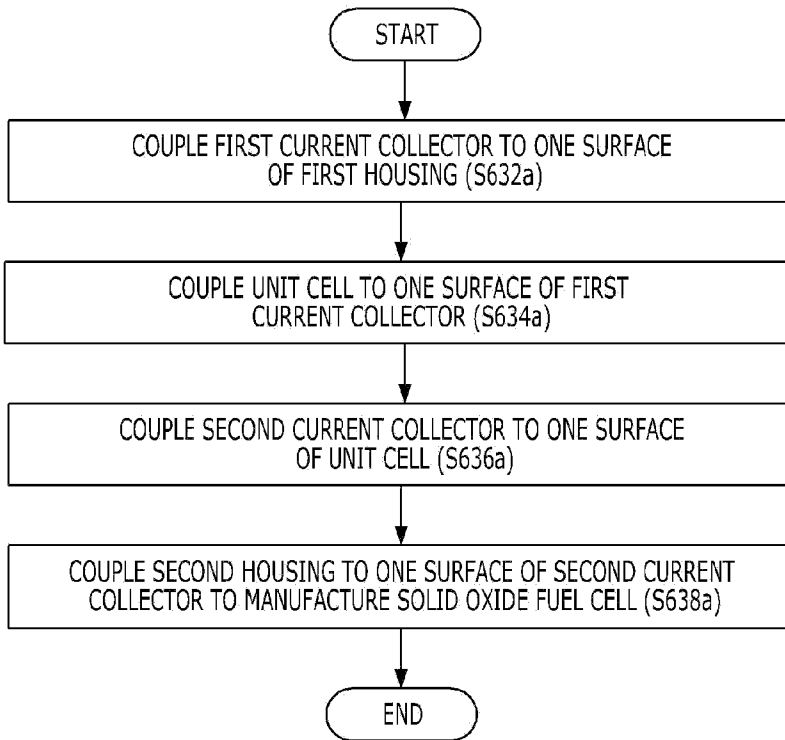 START
COUPLE FIRST CURRENT COLLECTOR TO ONE SURFACE
OF FIRST HOUSING (S632a)
COUPLE UNIT CELL TO ONE SURFACE OF FIRST
CURRENT COLLECTOR (S634a)
COUPLE SECOND CURRENT COLLECTOR TO ONE SURFACE
OF UNIT CELL (S636a)
COUPLE SECOND HOUSING TO ONE SURFACE OF SECOND CURRENT
COLLECTOR TO MANUFACTURE SOLID OXIDE FUEL CELL (S638a)
END